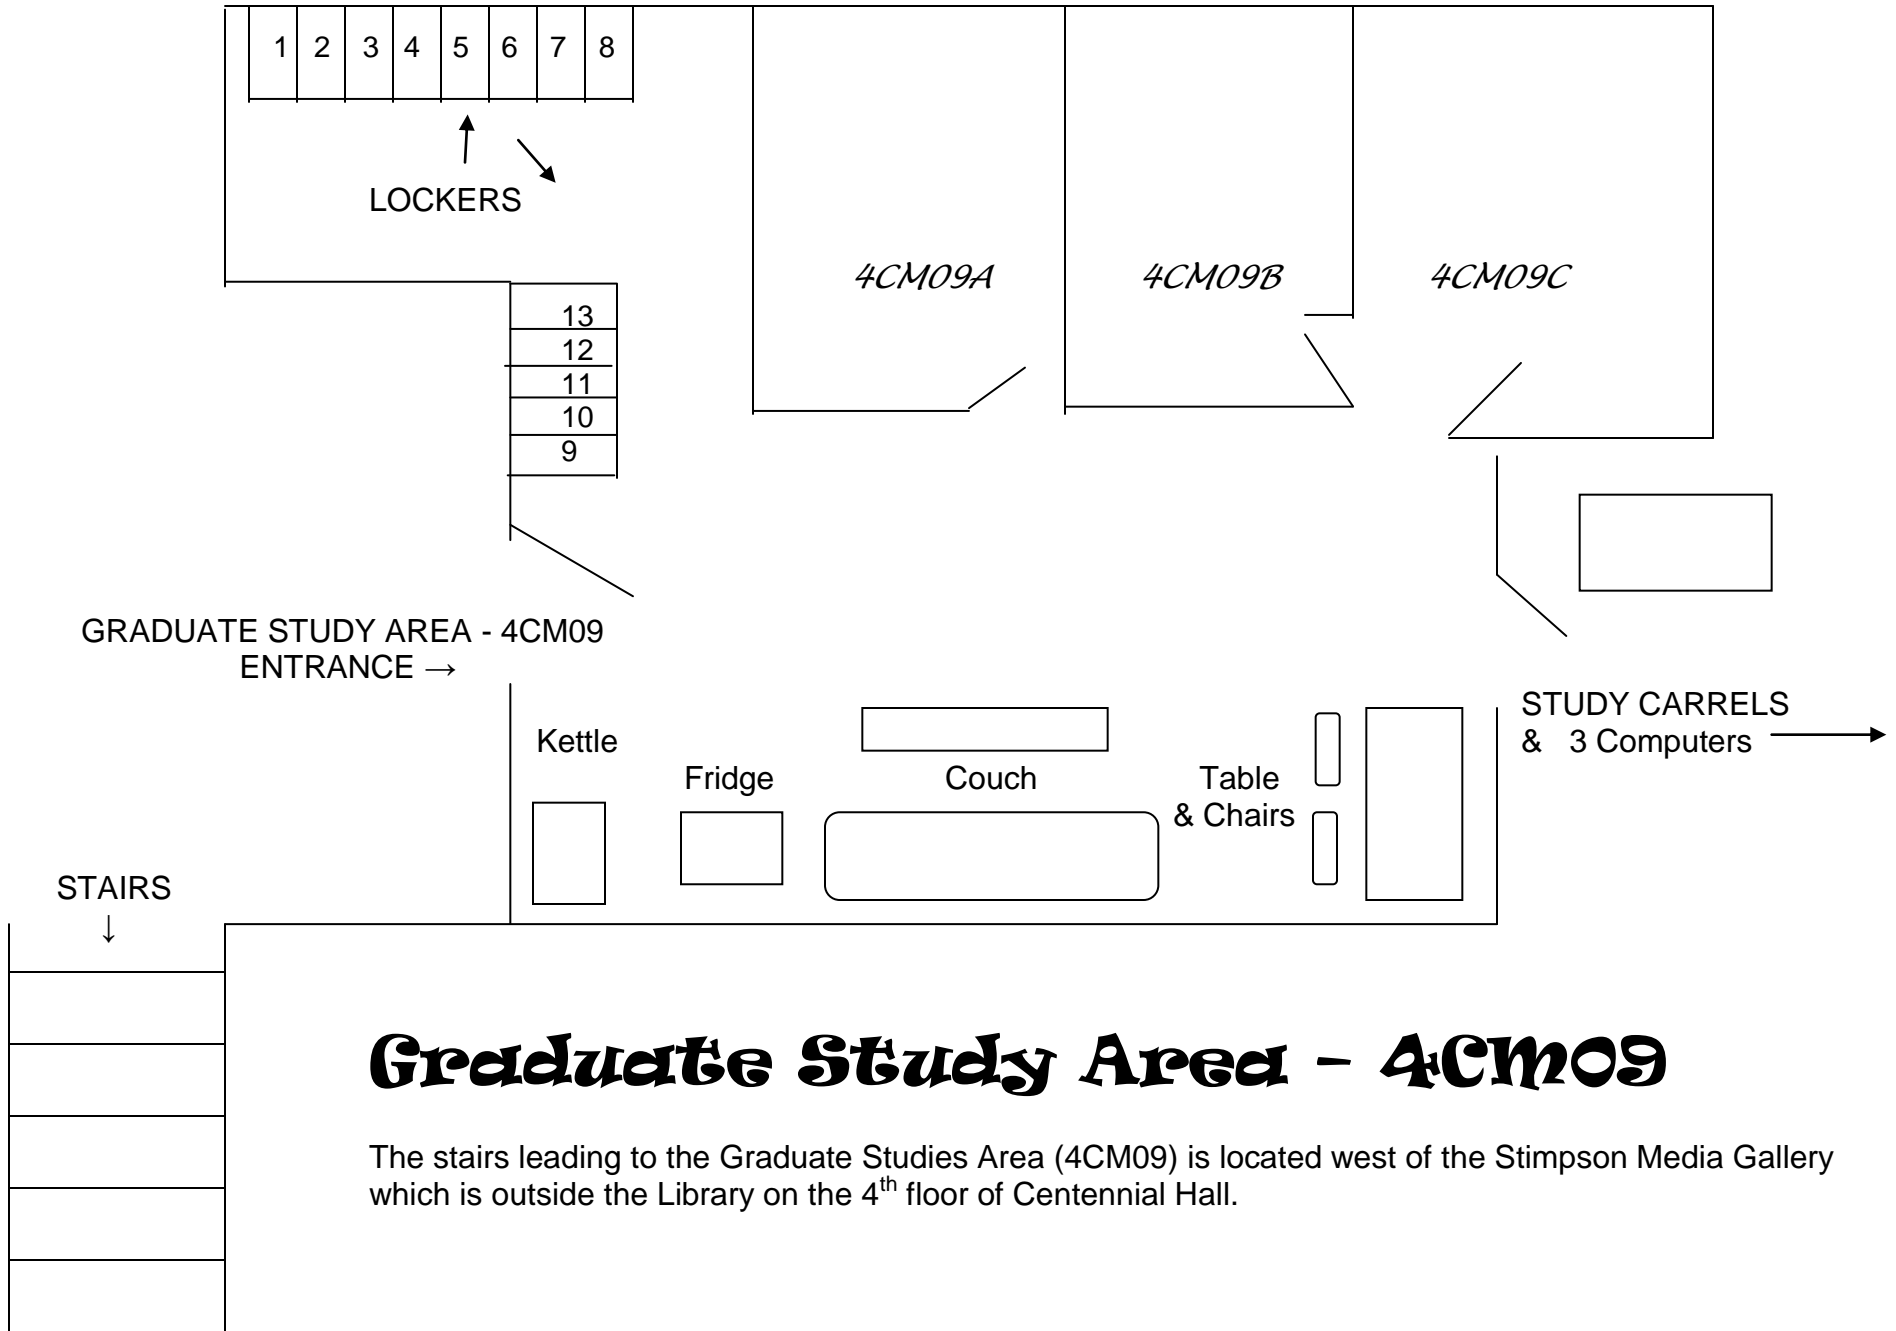 1 2 3 4 5 6 7 8
LOCKERS
4CM09A 4CM09B 4CM09C
13
12
11
10
9
GRADUATE STUDY AREA - 4CM09
ENTRANCE →
STUDY CARRELS
& 3 Computers
Kettle
Fridge
Couch
Table
& Chairs
STAIRS
↓
Graduate Study Area - 4CM09
The stairs leading to the Graduate Studies Area (4CM09) is located west of the Stimpson Media Gallery
which is outside the Library on the 4th floor of Centennial Hall.